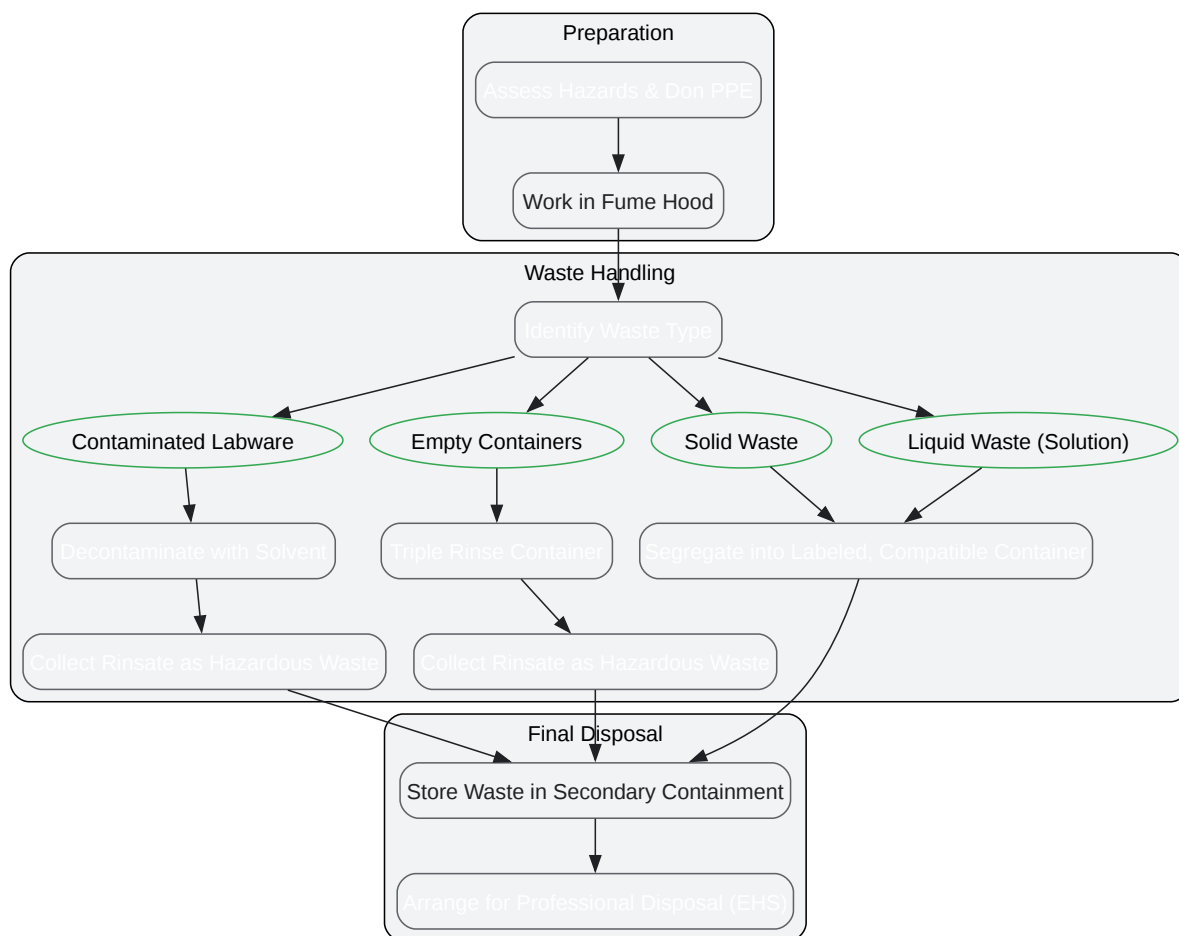 Preparation
Assess Hazards & Don PPE
Work in Fume Hood
Waste Handling
Identify Waste Type
Contaminated Labware
Empty Containers
Solid Waste
Liquid Waste (Solution)
Decontaminate with Solvent
Triple Rinse Container
Segregate into Labeled, Compatible Container
Collect Rinsate as Hazardous Waste
Collect Rinsate as Hazardous Waste
Final Disposal
Store Waste in Secondary Containment
Arrange for Professional Disposal (EHS)